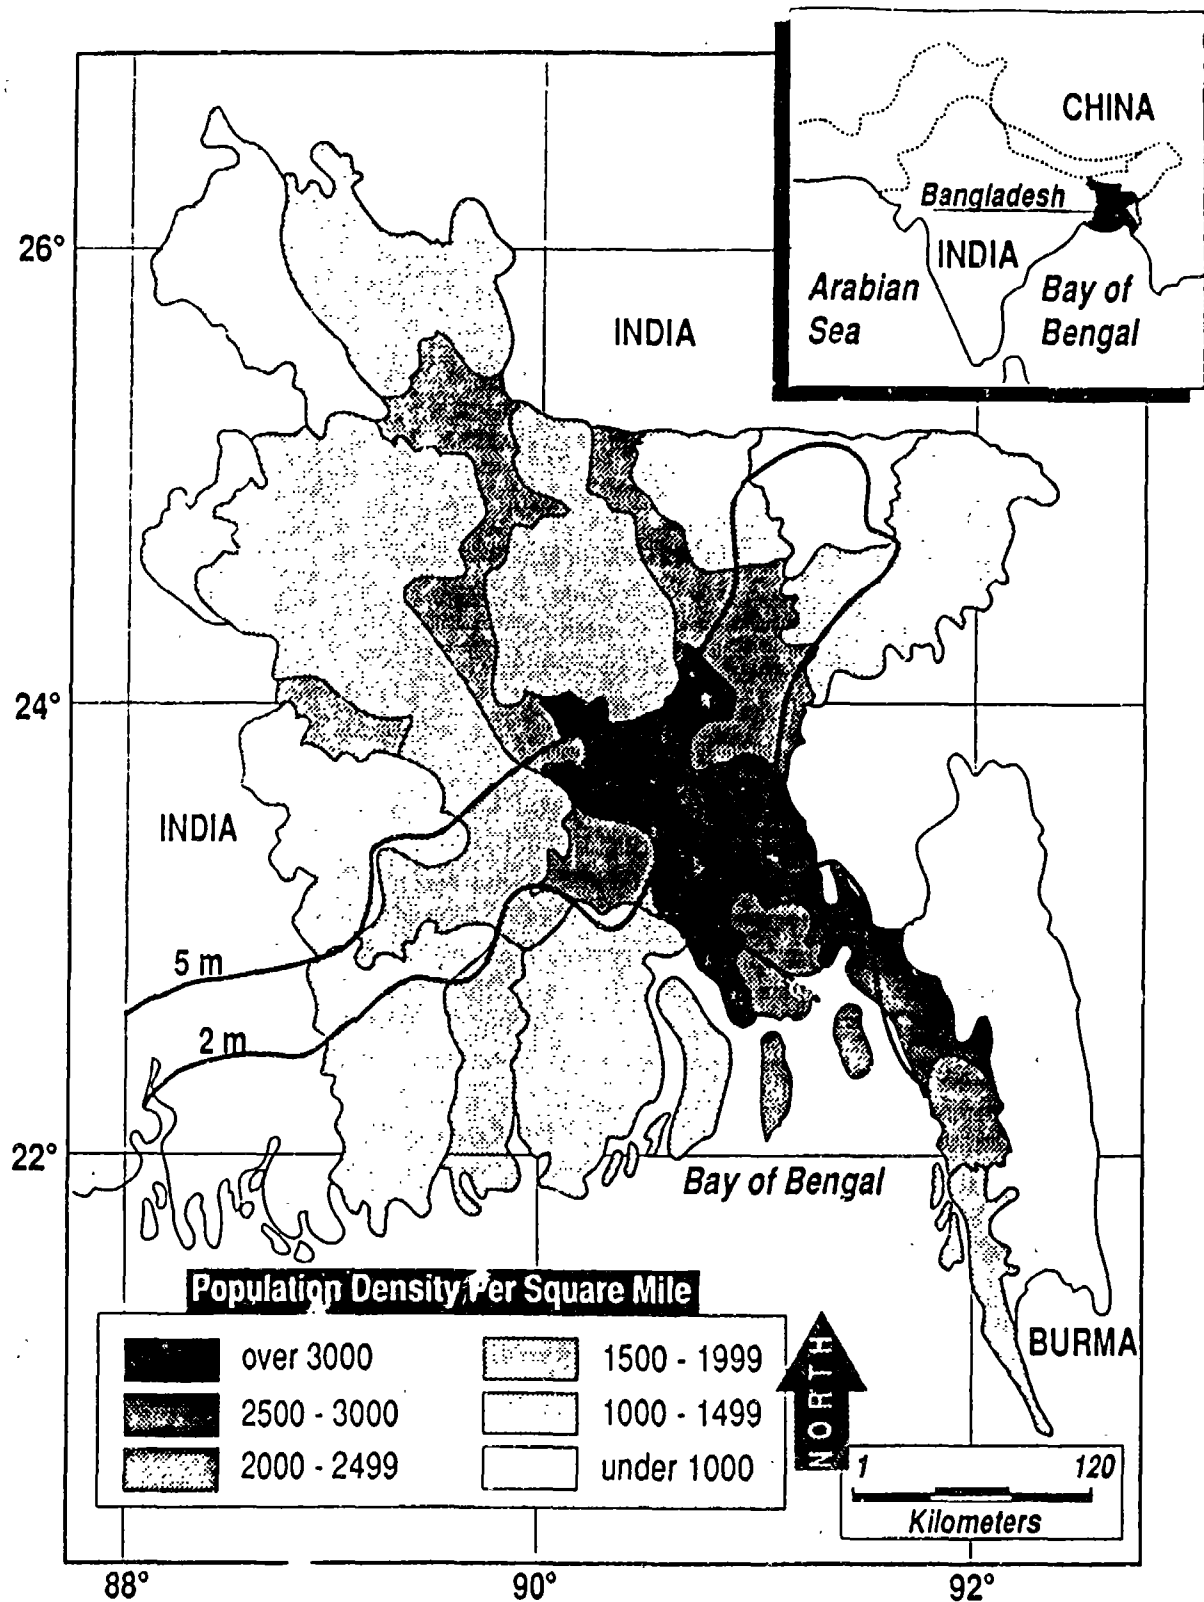 CHINA
Bangladesh
INDIA
Arabian
Sea
Bay of
Bengal
26°
INDIA
24°
INDIA
5 m
2 m
22°
Bay of Bengal
Population Density Per Square Mile
over 3000
2500 - 3000
2000 - 2499
1500 - 1999
1000 - 1499
under 1000
NORTH
BURMA
1 120
Kilometers
88° 90° 92°